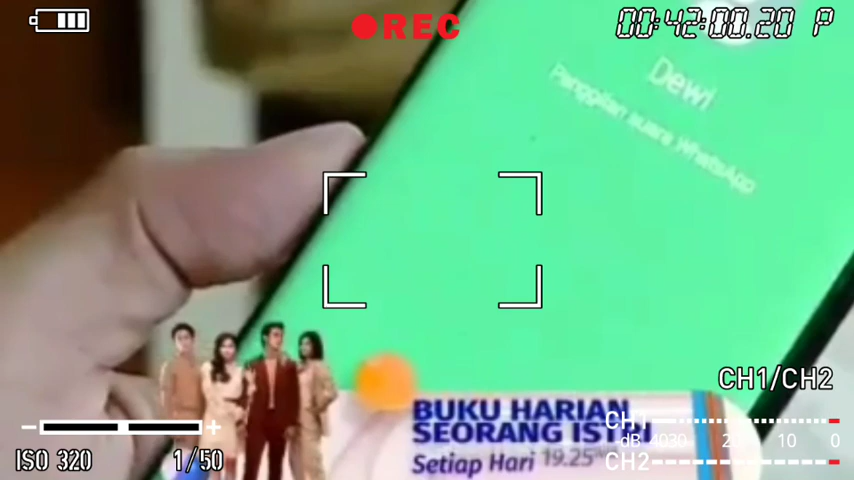 REC
00:42:00.20 P
Dewi
Panggilan suara WhatsApp
CH1/CH2
BUKU HARIAN
SEORANG
Setiap Hari 19.25
CH1
dB 40 30 20 10 0
CH2
ISO 320
1/50